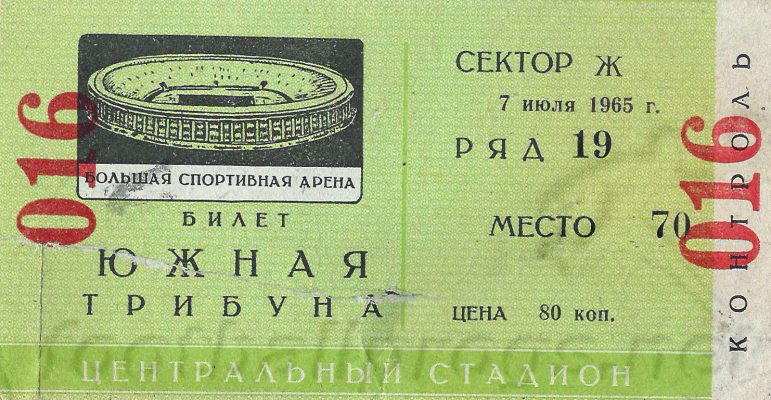 016
БОЛЬШАЯ СПОРТИВНАЯ АРЕНА
БИЛЕТ
ЮЖНАЯ
ТРИБУНА
СЕКТОР Ж
7 июля 1965 г.
РЯД 19
МЕСТО 70
ЦЕНА 80 коп.
ЦЕНТРАЛЬНЫЙ СТАДИОН
016
КОНТРОЛЬ